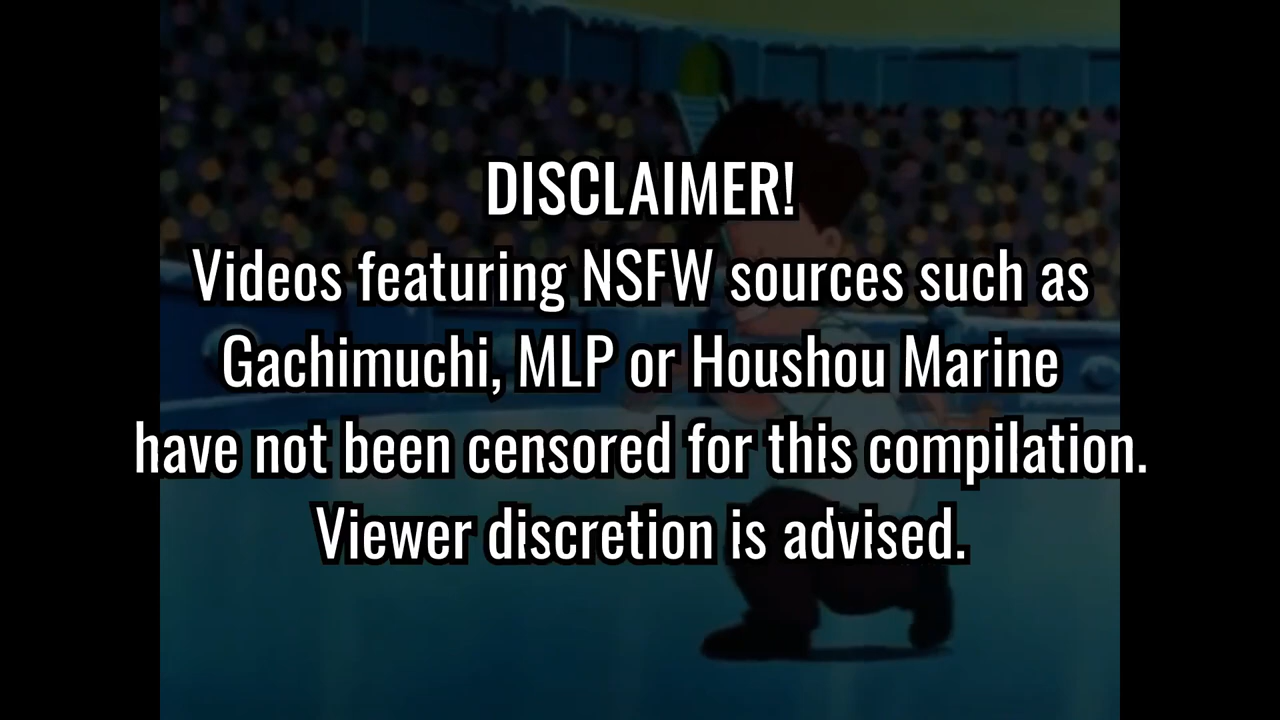 DISCLAIMER!
Videos featuring NSFW sources such as
Gachimuchi, MLP or Houshou Marine
have not been censored for this compilation.
Viewer discretion is advised.